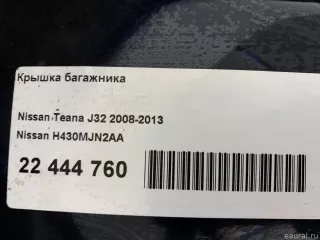 Крышка багажника
Nissan Teana J32 2008-2013
Nissan H430MJN2AA
22 444 760
eaural.ru